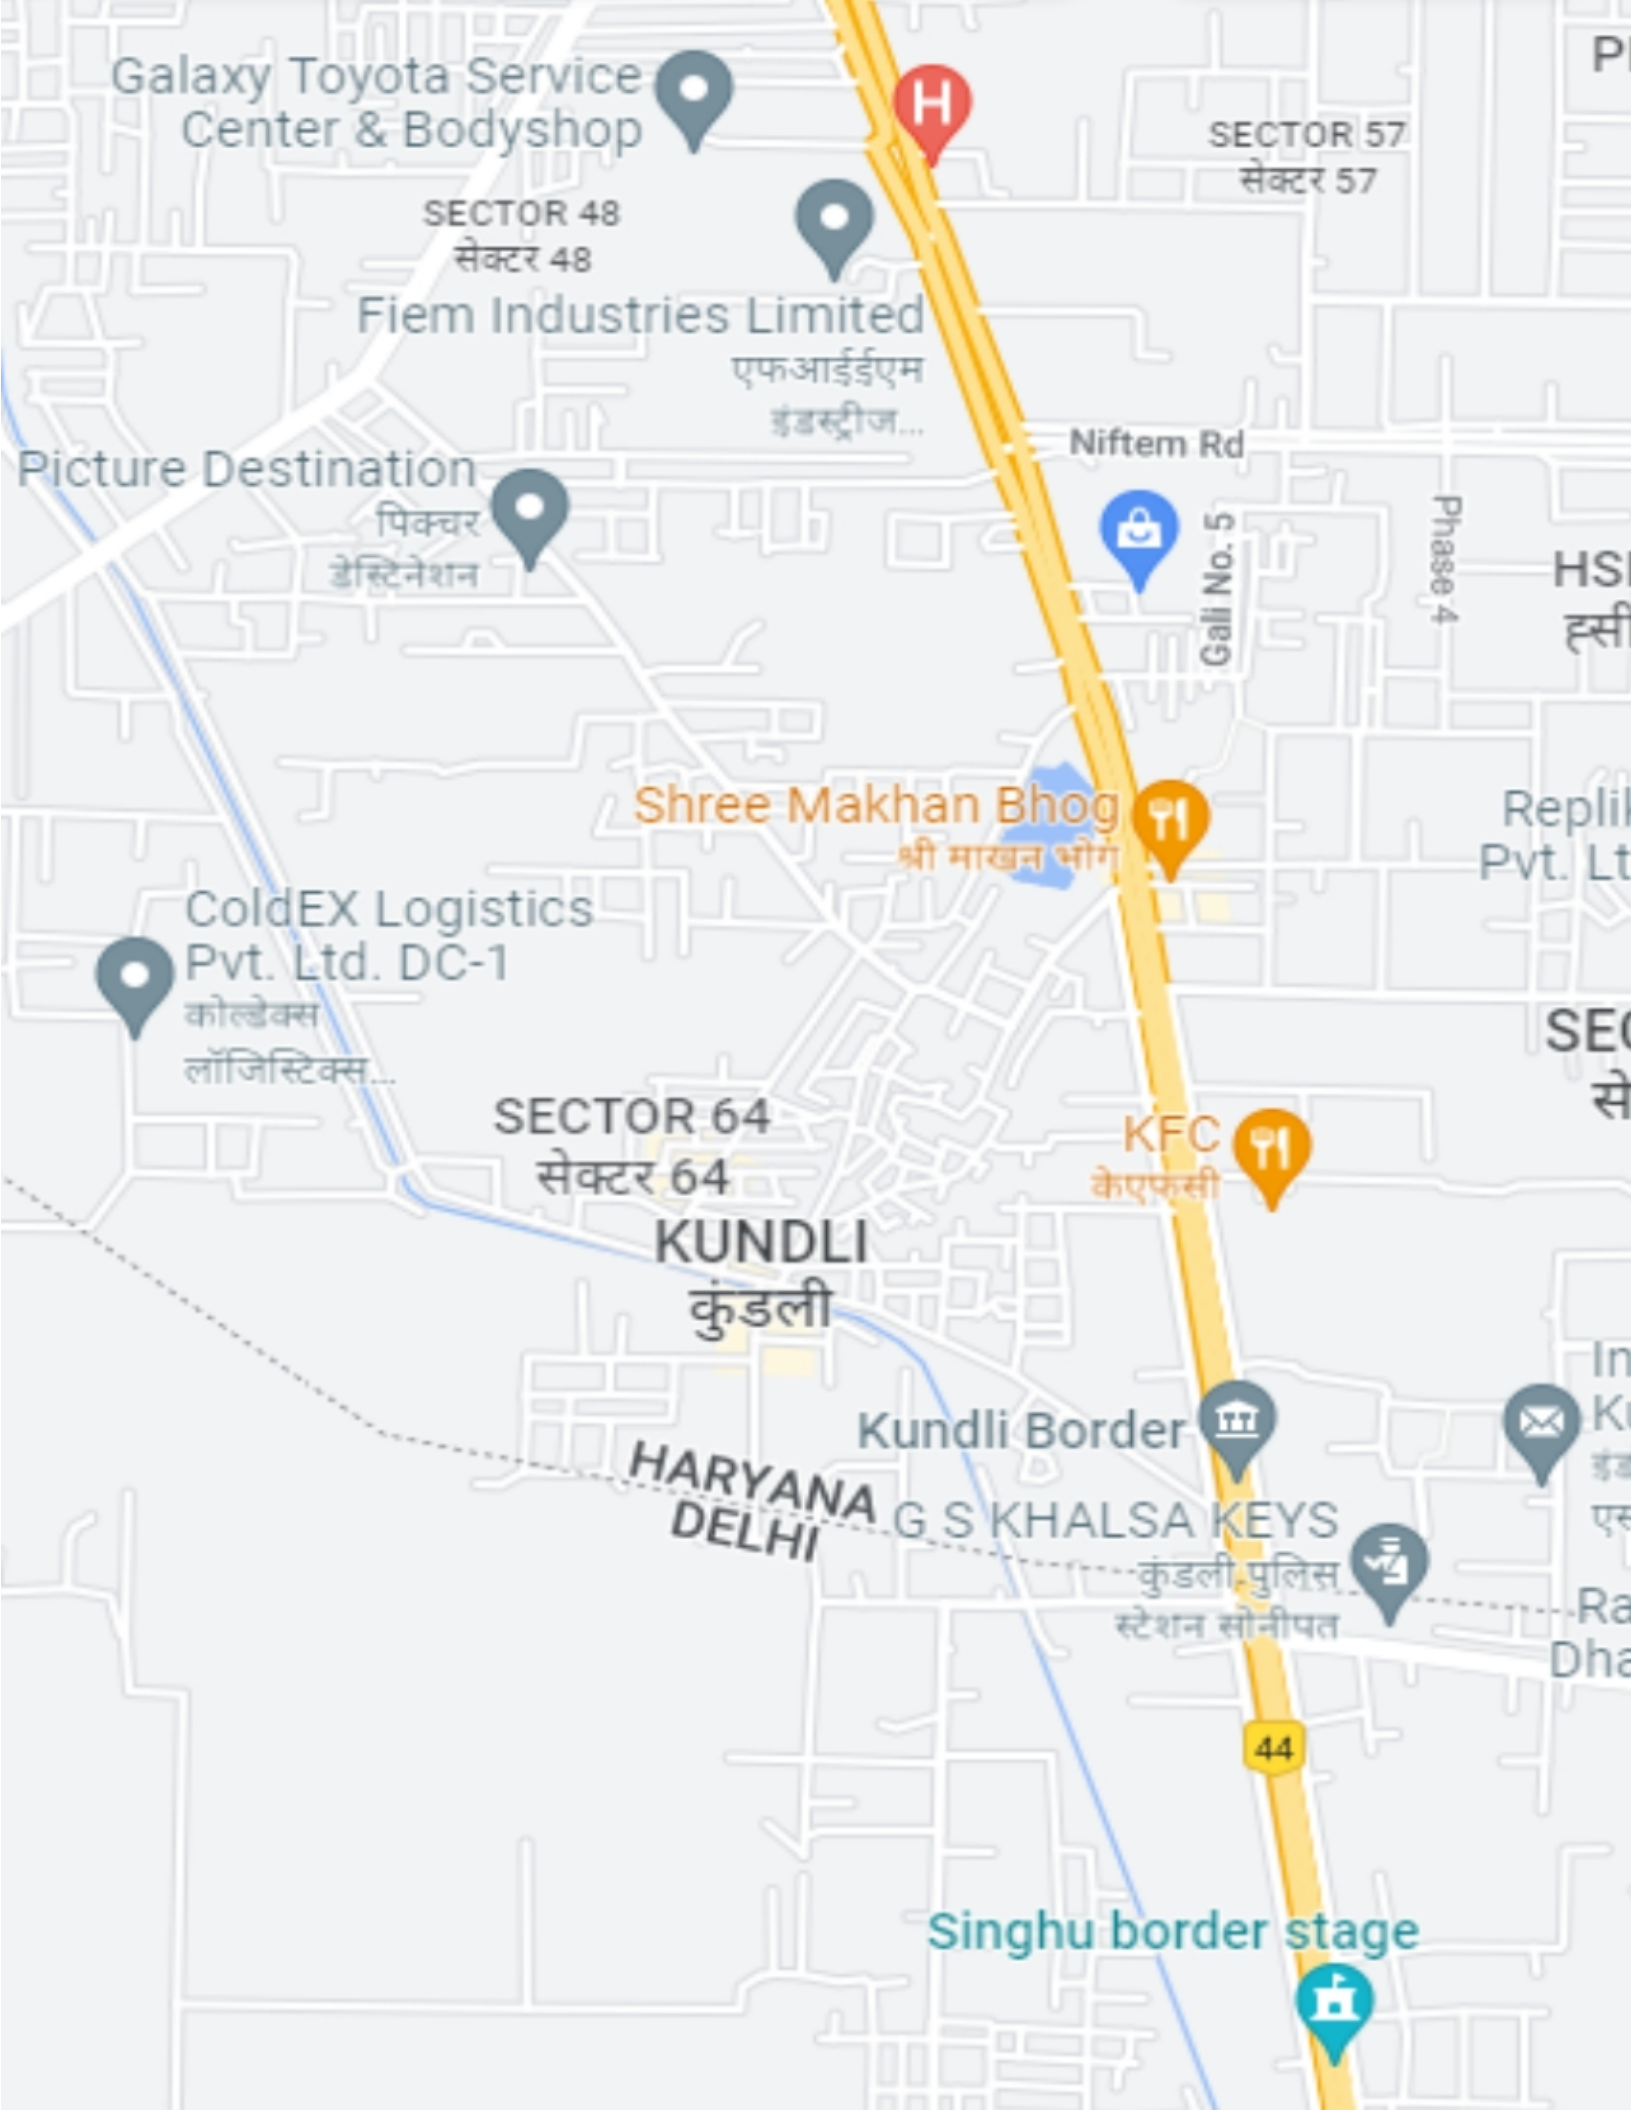 Galaxy Toyota Service
Center & Bodyshop
SECTOR 57
सेक्टर 57
SECTOR 48
सेक्टर 48
Fiem Industries Limited
एफआईईएम
इंडस्ट्रीज...
Niftem Rd
Picture Destination
पिक्चर
डेस्टिनेशन
Gali No. 5
Phase 4
Shree Makhan Bhog
श्री माखन भोग
Pvt. Lt
ColdEX Logistics
Pvt. Ltd. DC-1
कोल्डेक्स
लॉजिस्टिक्स...
SECTOR 64
सेक्टर 64
KFC
केएफसी
KUNDLI
कुंडली
Kundli Border
HARYANA
DELHI
G S KHALSA KEYS
कुंडली पुलिस
स्टेशन सोनीपत
44
Singhu border stage